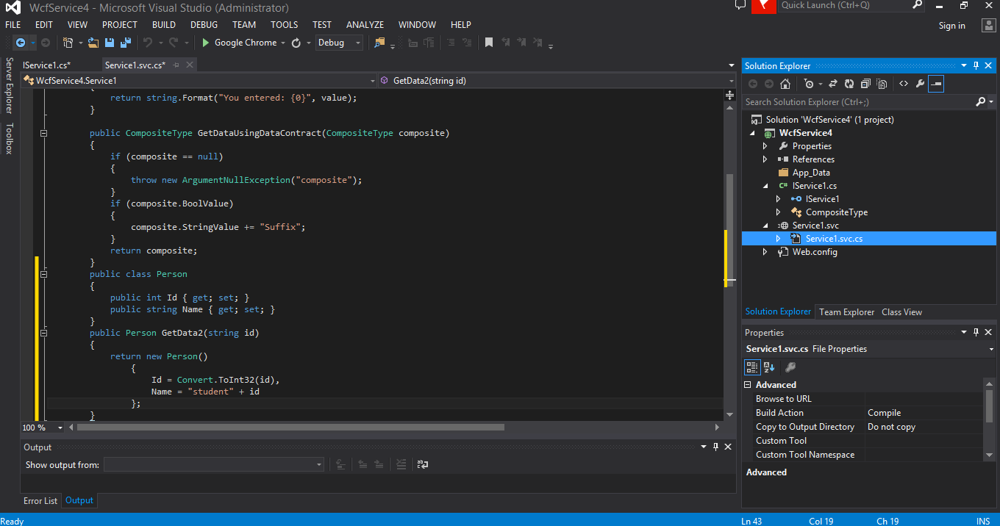 WcfService4 - Microsoft Visual Studio (Administrator)
Quick Launch (Ctrl+Q)
FILE EDIT VIEW PROJECT BUILD DEBUG TEAM TOOLS TEST ANALYZE WINDOW HELP
Sign in
Google Chrome
Debug
Server Explorer
Toolbox
IService1.cs*
Service1.svc.cs*
WcfService4.Service1
GetData2(string id)
{
return string.Format("You entered: {0}", value);
}
public CompositeType GetDataUsingDataContract(CompositeType composite)
{
if (composite == null)
{
throw new ArgumentNullException("composite");
}
if (composite.BoolValue)
{
composite.StringValue += "Suffix";
}
return composite;
}
public class Person
{
public int Id { get; set; }
public string Name { get; set; }
}
public Person GetData2(string id)
{
return new Person()
{
Id = Convert.ToInt32(id),
Name = "student" + id
};
}
100 %
Output
Show output from:
Error List
Output
Solution Explorer
Search Solution Explorer (Ctrl+;)
Solution 'WcfService4' (1 project)
WcfService4
Properties
References
App_Data
IService1.cs
IService1
CompositeType
Service1.svc
Service1.svc.cs
Web.config
Solution Explorer Team Explorer Class View
Properties
Service1.svc.cs File Properties
Advanced
Browse to URL
Build Action Compile
Copy to Output Directory Do not copy
Custom Tool
Custom Tool Namespace
Advanced
Ready
Ln 43
Col 19
Ch 19
INS